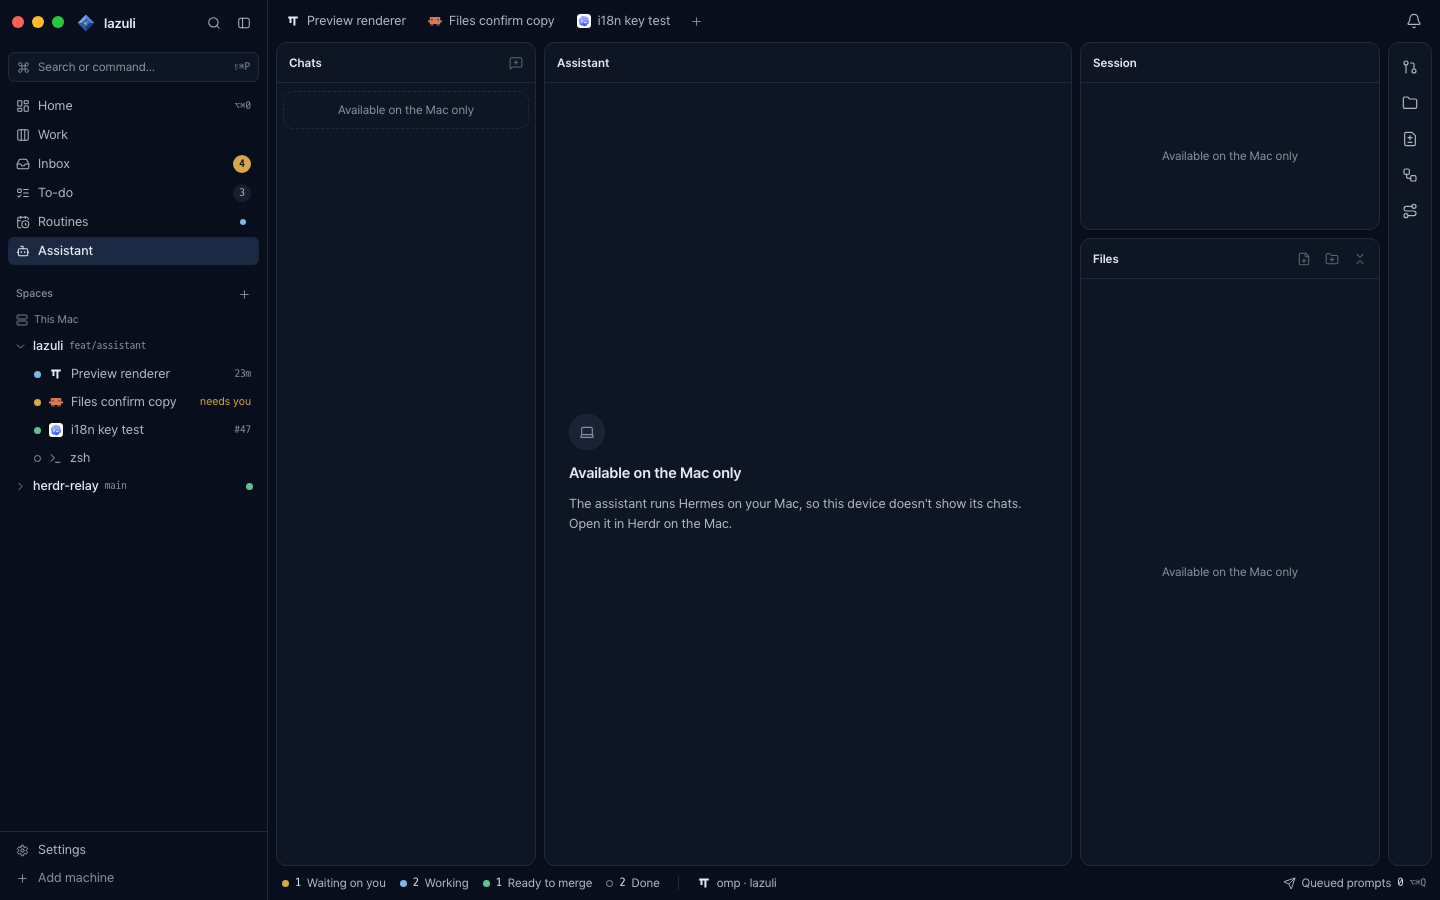 lazuli
Search or command... ⇧⌘P
Home ⌥⌘0
Work
Inbox 4
To-do 3
Routines
Assistant
Spaces
This Mac
lazuli feat/assistant
Preview renderer 23m
Files confirm copy needs you
i18n key test #47
zsh
herdr-relay main
Settings
Add machine
Preview renderer
Files confirm copy
i18n key test
Chats
Available on the Mac only
Assistant
Available on the Mac only
The assistant runs Hermes on your Mac, so this device doesn't show its chats.
Open it in Herdr on the Mac.
Session
Available on the Mac only
Files
Available on the Mac only
1 Waiting on you
2 Working
1 Ready to merge
2 Done
omp · lazuli
Queued prompts 0 ⌥⌘Q